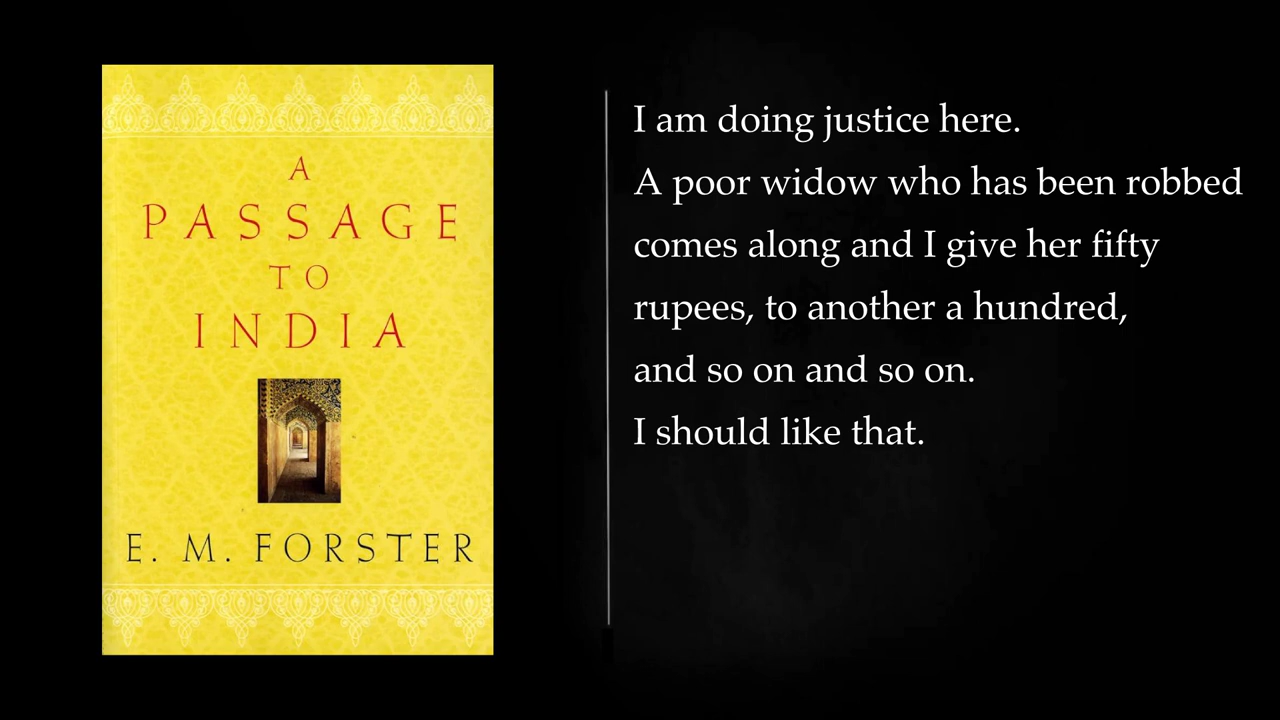 A
PASSAGE
TO
INDIA
E. M. FORSTER
I am doing justice here.
A poor widow who has been robbed
comes along and I give her fifty
rupees, to another a hundred,
and so on and so on.
I should like that.